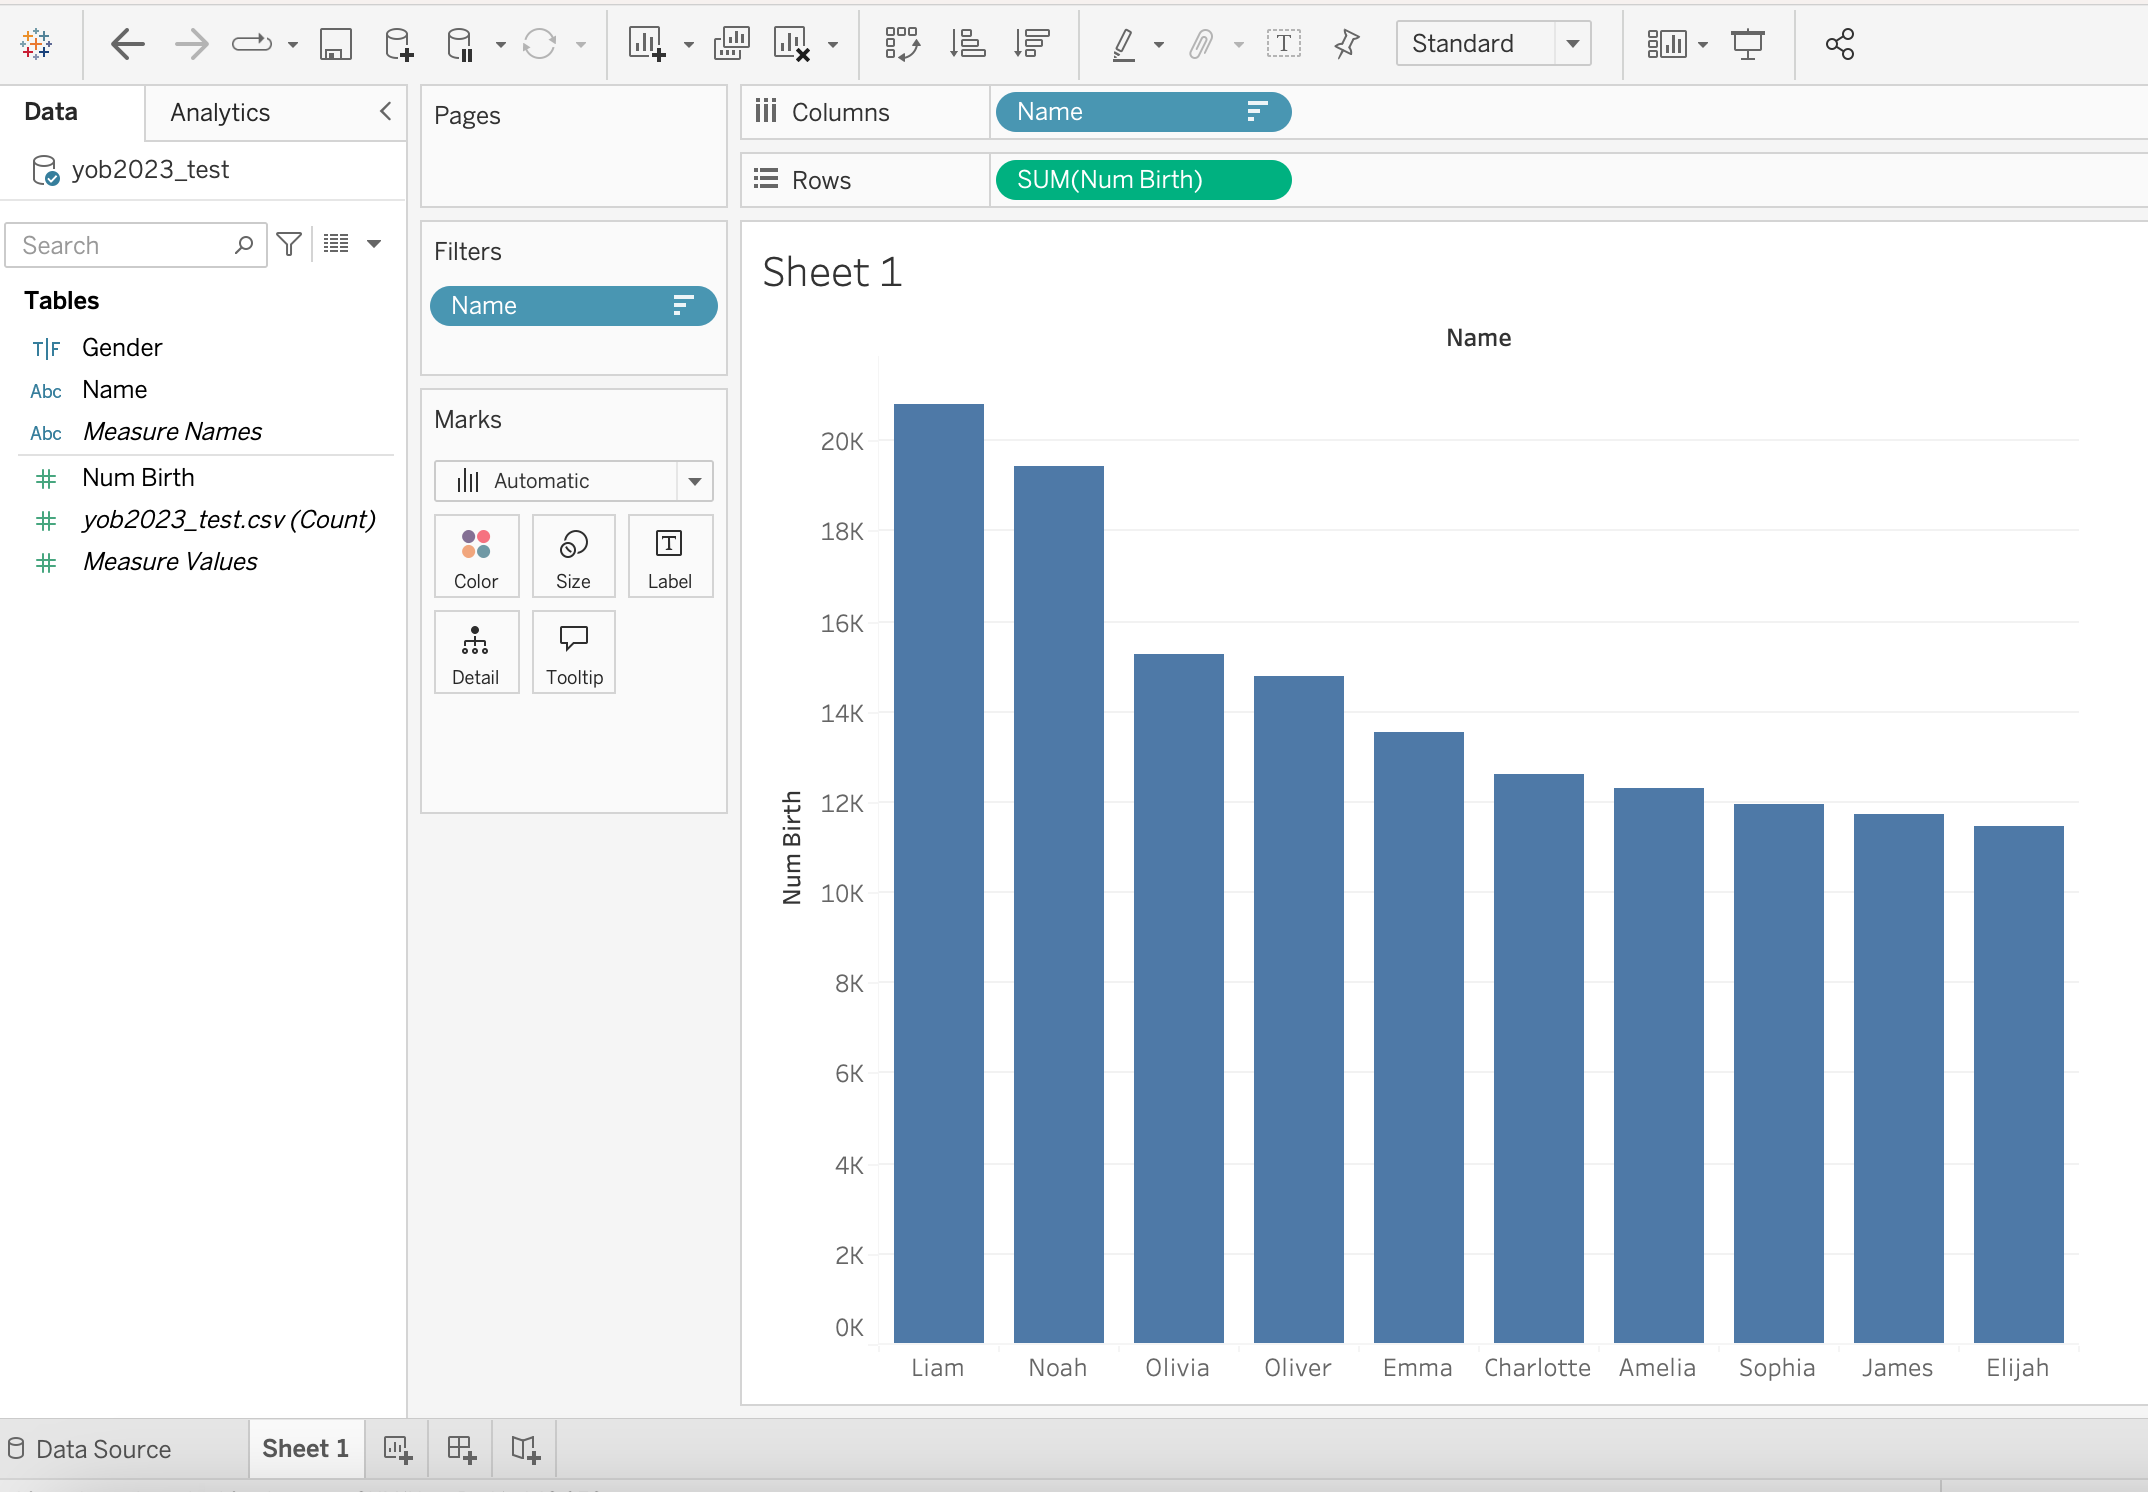 Standard
Data
Analytics
yob2023_test
Search
Tables
T|F Gender
Abc Name
Abc Measure Names
Num Birth
yob2023_test.csv (Count)
Measure Values
Pages
Filters
Name
Marks
Automatic
Color
Size
T
Label
Detail
Tooltip
Columns
Name
Rows
SUM(Num Birth)
Sheet 1
Name
Num Birth
20K
18K
16K
14K
12K
10K
8K
6K
4K
2K
0K
Liam
Noah
Olivia
Oliver
Emma
Charlotte
Amelia
Sophia
James
Elijah
Data Source
Sheet 1